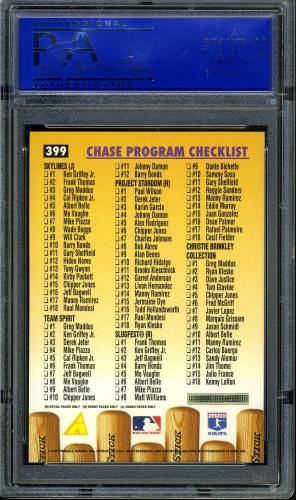 399 CHASE PROGRAM CHECKLIST
SKYLINES (J)
#1 Ken Griffey Jr.
#2 Frank Thomas
#3 Greg Maddux
#4 Cal Ripken Jr.
#5 Albert Belle
#6 Mo Vaughn
#7 Mike Piazza
#8 Wade Boggs
#9 Will Clark
#10 Barry Bonds
#11 Gary Sheffield
#12 Hideo Nomo
#13 Tony Gwynn
#14 Kirby Puckett
#15 Chipper Jones
#16 Jeff Bagwell
#17 Manny Ramirez
#18 Raul Mondesi
TEAM SPIRIT
#1 Greg Maddux
#2 Ken Griffey Jr.
#3 Derek Jeter
#4 Mike Piazza
#5 Cal Ripken Jr.
#6 Frank Thomas
#7 Jeff Bagwell
#8 Mo Vaughn
#9 Albert Belle
#10 Chipper Jones
#11 Johnny Damon
#12 Barry Bonds
PROJECT STARDOM (H)
#1 Paul Wilson
#2 Derek Jeter
#3 Karim Garcia
#4 Johnny Damon
#5 Alex Rodriguez
#6 Chipper Jones
#7 Charles Johnson
#8 Bob Abreu
#9 Alan Benes
#10 Richard Hidalgo
#11 Brooks Kieschnick
#12 Garret Anderson
#13 Livan Hernandez
#14 Manny Ramirez
#15 Jermaine Dye
#16 Todd Hollandsworth
#17 Raul Mondesi
#18 Ryan Klesko
SLUGFEST(R)
#1 Frank Thomas
#2 Ken Griffey Jr.
#3 Jeff Bagwell
#4 Barry Bonds
#5 Mo Vaughn
#6 Albert Belle
#7 Mike Piazza
#8 Matt Williams
#9 Dante Bichette
#10 Sammy Sosa
#11 Gary Sheffield
#12 Reggie Sanders
#13 Manny Ramirez
#14 Eddie Murray
#15 Juan Gonzalez
#16 Dean Palmer
#17 Rafael Palmeiro
#18 Cecil Fielder
CHRISTIE BRINKLEY
COLLECTION
#1 Greg Maddux
#2 Ryan Klesko
#3 Dave Justice
#4 Tom Glavine
#5 Chipper Jones
#6 Fred McGriff
#7 Javier Lopez
#8 Marquis Grissom
#9 Jason Schmidt
#10 Albert Belle
#11 Manny Ramirez
#12 Carlos Baerga
#13 Sandy Alomar
#14 Jim Thome
#15 Julio Franco
#16 Kenny Lofton
(R) RETAIL PACKS ONLY (H) HOBBY PACKS ONLY (J) JUMBO PACKS ONLY